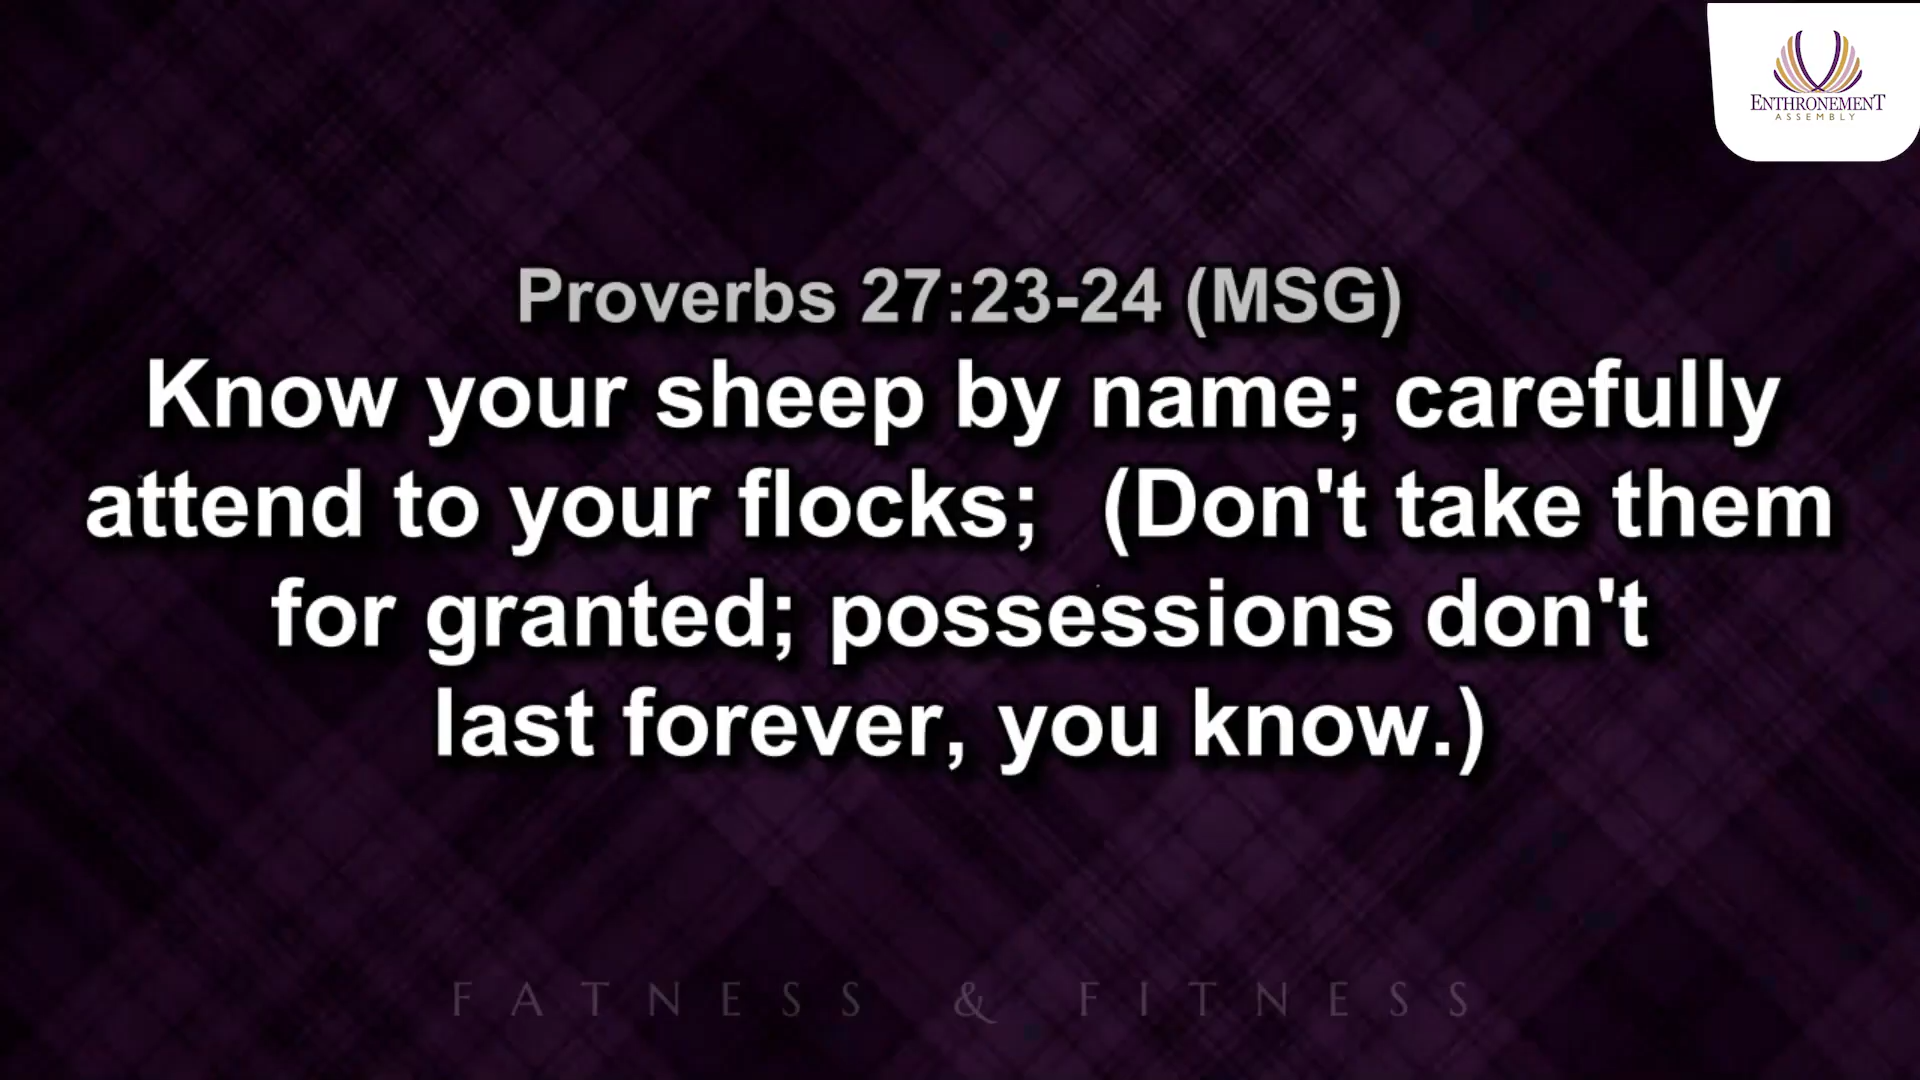 ENTHRONEMENT
ASSEMBLY
Proverbs 27:23-24 (MSG)
Know your sheep by name; carefully
attend to your flocks;  (Don't take them
for granted; possessions don't
last forever, you know.)
FATNESS & FITNESS